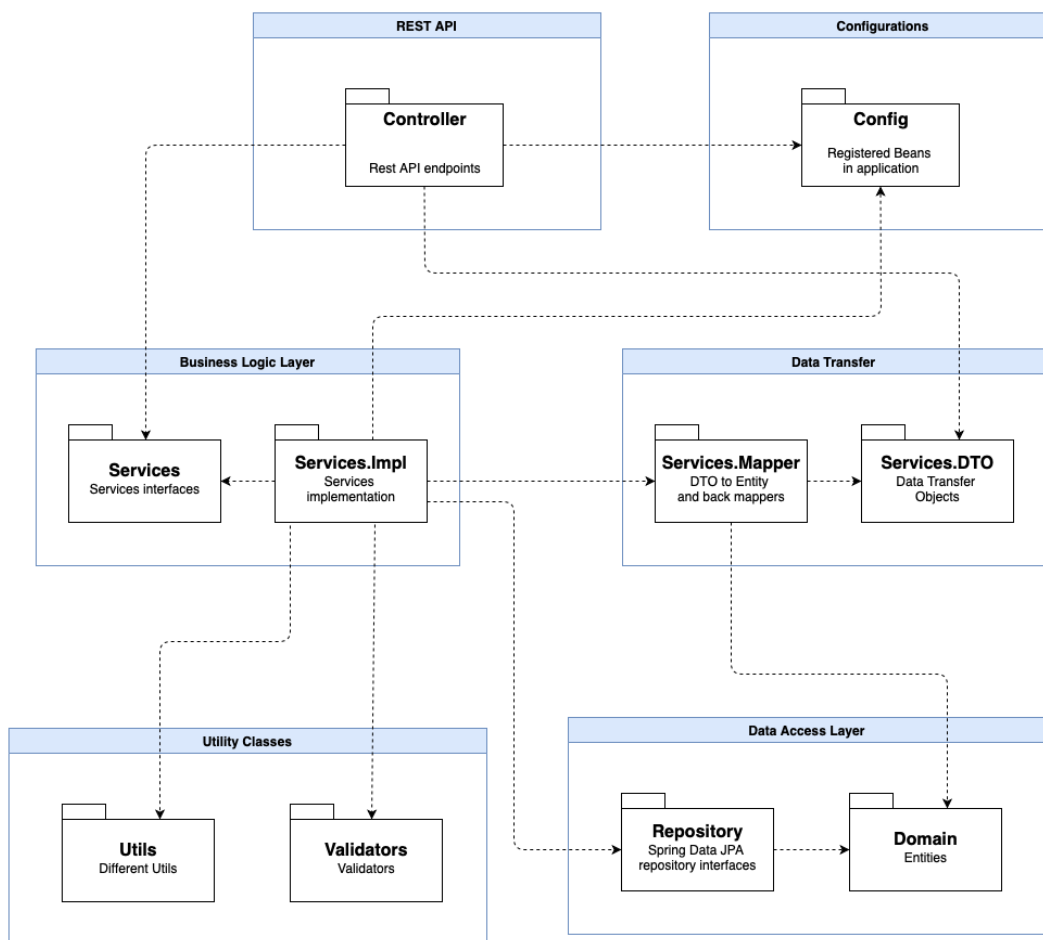 REST API
Configurations
Controller
Rest API endpoints
Config
Registered Beans
in application
Business Logic Layer
Data Transfer
Services
Services interfaces
Services.Impl
Services
implementation
Services.Mapper
DTO to Entity
and back mappers
Services.DTO
Data Transfer
Objects
Utility Classes
Data Access Layer
Utils
Different Utils
Validators
Validators
Repository
Spring Data JPA
repository interfaces
Domain
Entities